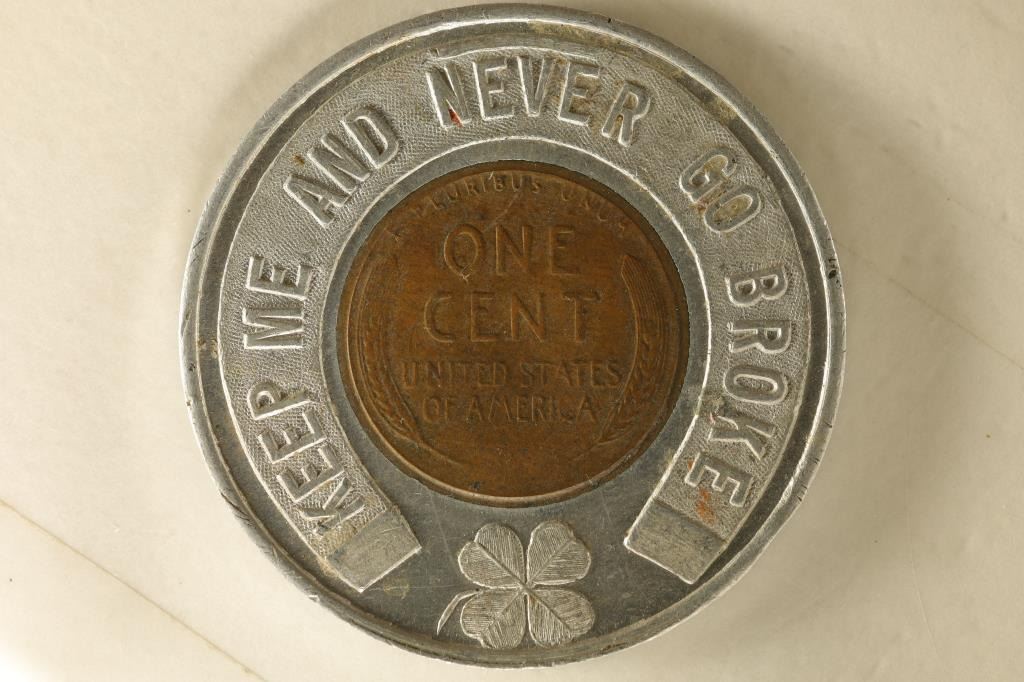 KEEP ME AND NEVER GO BROKE
PLURIBUS UNUM
ONE
CENT
UNITED STATES
OF AMERICA